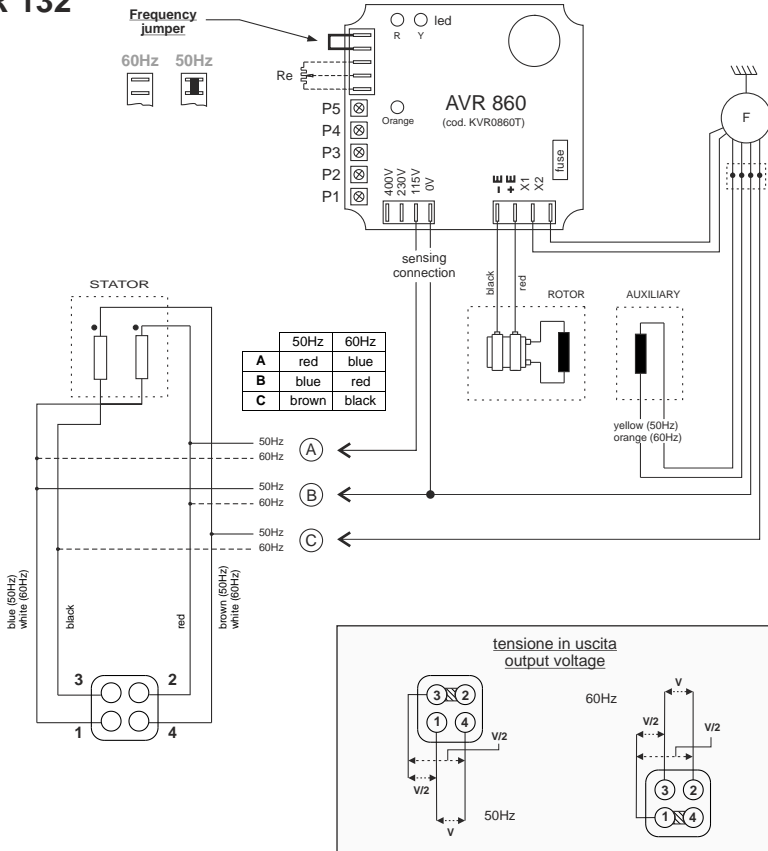 R 132
Frequency
jumper
60Hz 50Hz
Re
R Y led
P5
P4
P3
P2
P1
Orange
AVR 860
(cod. KVR0860T)
fuse
400V
230V
115V
0V
- E
+ E
X1
X2
F
sensing
connection
black
red
ROTOR
AUXILIARY
yellow (50Hz)
orange (60Hz)
STATOR
50Hz 60Hz
A red blue
B blue red
C brown black
50Hz
60Hz
A
50Hz
60Hz
B
50Hz
60Hz
C
blue (50Hz)
white (60Hz)
black
red
brown (50Hz)
white (60Hz)
3 2
1 4
tensione in uscita
output voltage
3 2
1 4
V/2
V/2
V
50Hz
60Hz
V
V/2
V/2
3 2
1 4